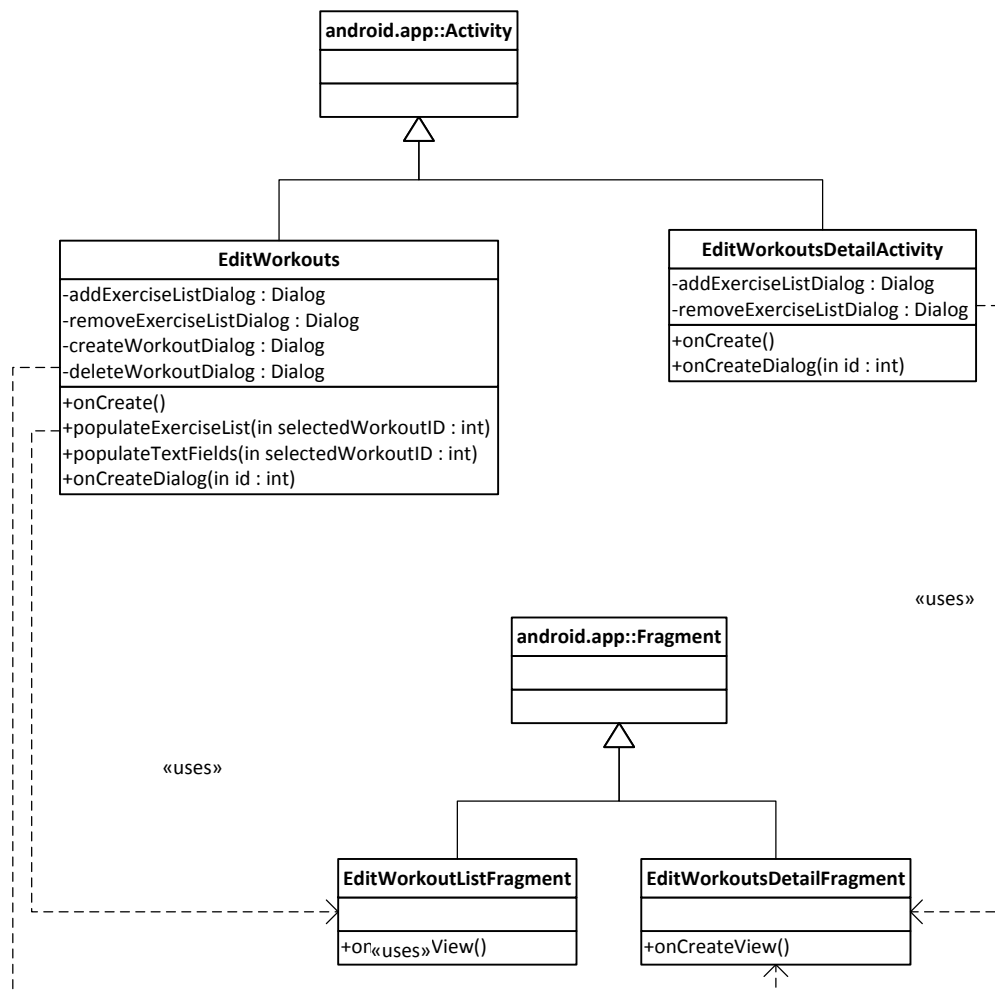 android.app::Activity
EditWorkouts
-addExerciseListDialog : Dialog
-removeExerciseListDialog : Dialog
-createWorkoutDialog : Dialog
-deleteWorkoutDialog : Dialog
+onCreate()
+populateExerciseList(in selectedWorkoutID : int)
+populateTextFields(in selectedWorkoutID : int)
+onCreateDialog(in id : int)
EditWorkoutsDetailActivity
-addExerciseListDialog : Dialog
-removeExerciseListDialog : Dialog
+onCreate()
+onCreateDialog(in id : int)
«uses»
android.app::Fragment
«uses»
EditWorkoutListFragment
+on«uses»View()
EditWorkoutsDetailFragment
+onCreateView()